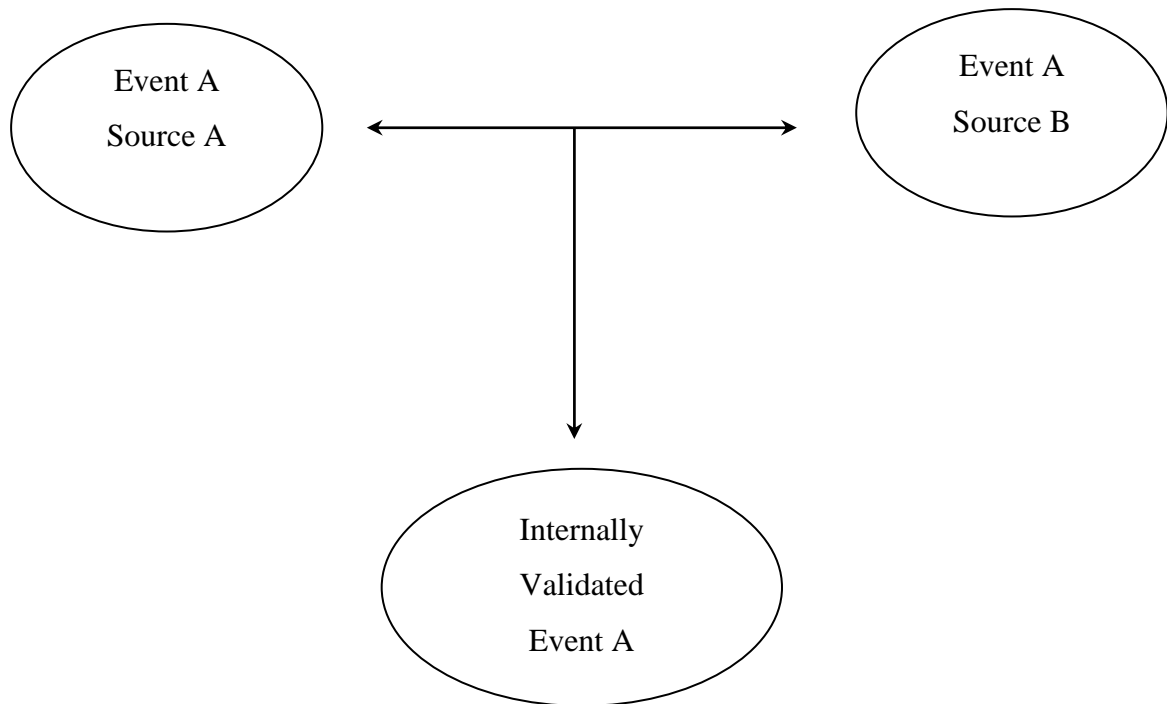 Event A
Source A
Event A
Source B
Internally
Validated
Event A